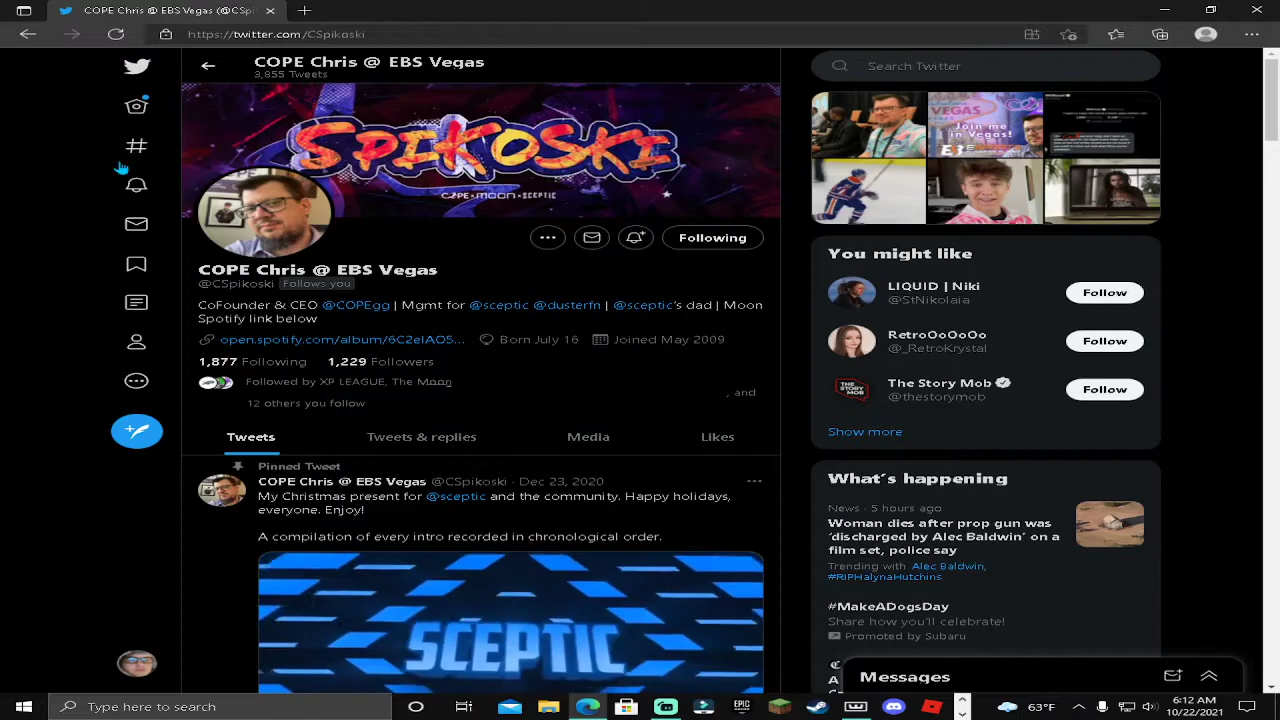 COPE Chris @ EBS Vegas (@CSpi
https://twitter.com/CSpikoski
COPE Chris @ EBS Vegas
3,855 Tweets
Search Twitter
VEGAS
Join me
in Vegas!
COPE × MOON × SCEPTIC
Following
COPE Chris @ EBS Vegas
@CSpikoski Follows you
CoFounder & CEO @COPEgg | Mgmt for @sceptic @dusterfn | @sceptic's dad | Moon
Spotify link below
open.spotify.com/album/6C2eIAO5... Born July 16 Joined May 2009
1,877 Following 1,229 Followers
Followed by XP LEAGUE, The Moon
, and
12 others you follow
Tweets Tweets & replies Media Likes
Pinned Tweet
COPE Chris @ EBS Vegas @CSpikoski · Dec 23, 2020
My Christmas present for @sceptic and the community. Happy holidays,
everyone. Enjoy!
A compilation of every intro recorded in chronological order.
SCEPTIC
You might like
LIQUID | Niki
@StNikolaia
Follow
RetroOoOoOo
@_RetroKrystal
Follow
THE STORY MOB
The Story Mob
@thestorymob
Follow
Show more
What's happening
News · 5 hours ago
Woman dies after prop gun was
'discharged by Alec Baldwin' on a
film set, police say
Trending with Alec Baldwin,
#RIPHalynaHutchins
#MakeADogsDay
Share how you'll celebrate!
Promoted by Subaru
Messages
Type here to search
EPIC
63°F
6:12 AM
10/22/2021